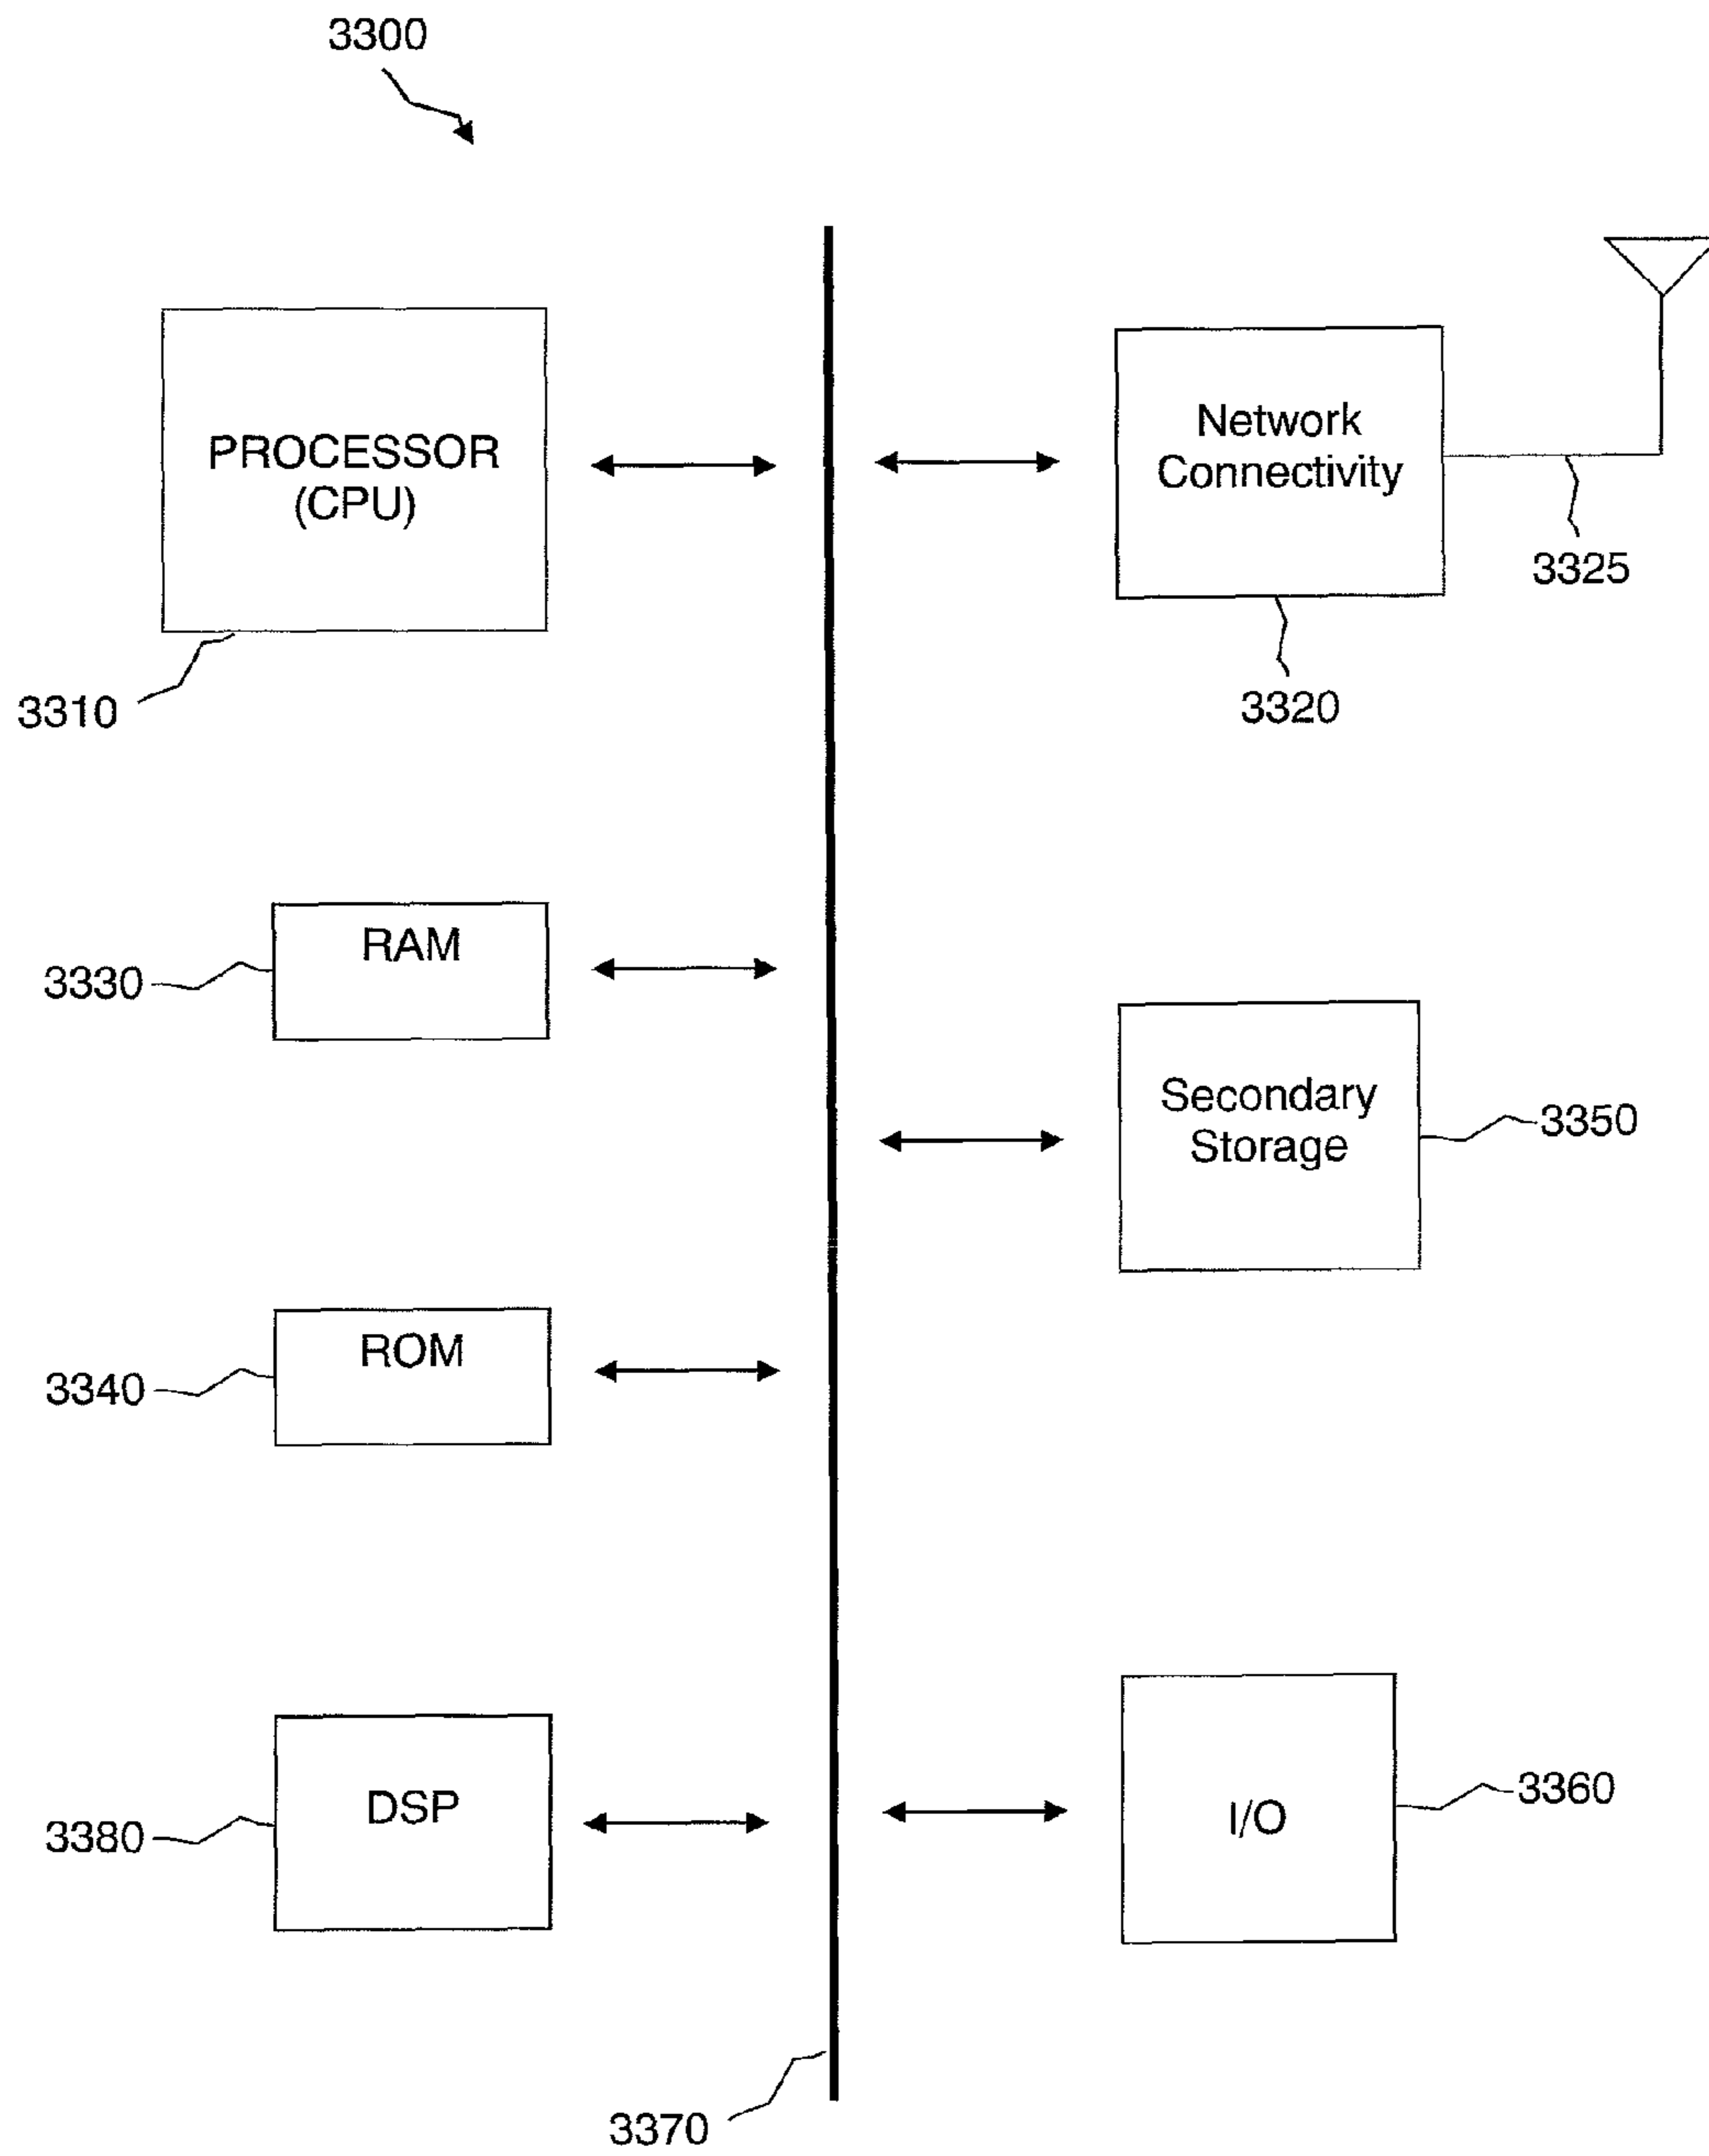 3300
PROCESSOR
(CPU)
3310
Network
Connectivity
3325
3320
RAM
3330
Secondary
Storage
3350
ROM
3340
DSP
3380
I/O
3360
3370